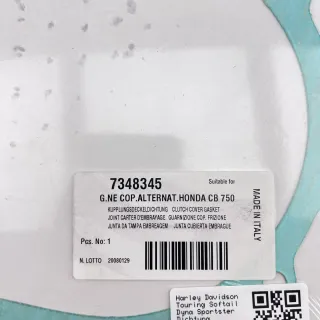 7348345
Suitable for
G.NE COP.ALTERNAT.HONDA CB 750
KUPPLUNGSDECKELDICHTUNG CLUTCH COVER GASKET
JOINT CARTER D'EMBRAYAGE GUARNIZIONE COP. FRIZIONE
JUNTA DA TAMPA EMBREAGEM JUNTA CUBIERTA EMBRAGUE
Pcs. No: 1
N. LOTTO 20080129
MADE IN ITALY
Harley Davidson
Touring Softail
Dyna Sportster
Dichtung